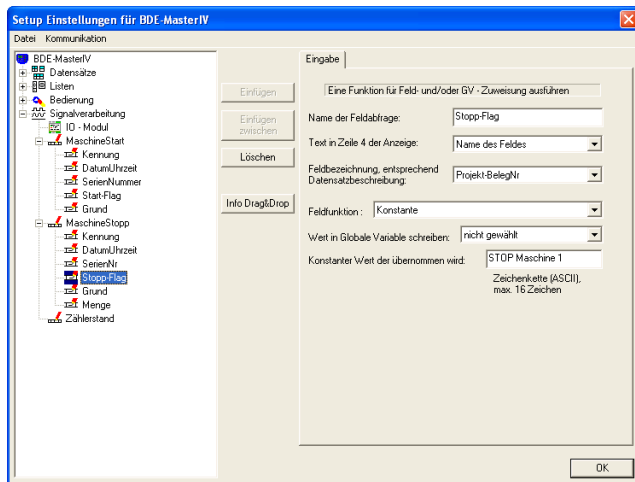 Setup Einstellungen für BDE-MasterIV
Datei Kommunikation
BDE-MasterIV
Datensätze
Listen
Bedienung
Signalverarbeitung
IO - Modul
MaschineStart
Kennung
DatumUhrzeit
SerienNummer
Start-Flag
Grund
MaschineStopp
Kennung
DatumUhrzeit
SerienNr
Stopp-Flag
Grund
Menge
Zählerstand
Einfügen
Einfügen
zwischen
Löschen
Info Drag&Drop
Eingabe
Eine Funktion für Feld- und/oder GV - Zuweisung ausführen
Name der Feldabfrage: Stopp-Flag
Text in Zeile 4 der Anzeige: Name des Feldes
Feldbezeichnung, entsprechend
Datensatzbeschreibung: Projekt-BelegNr
Feldfunktion : Konstante
Wert in Globale Variable schreiben: nicht gewählt
Konstanter Wert der übernommen wird: STOP Maschine 1
Zeichenkette (ASCII),
max. 16 Zeichen
OK